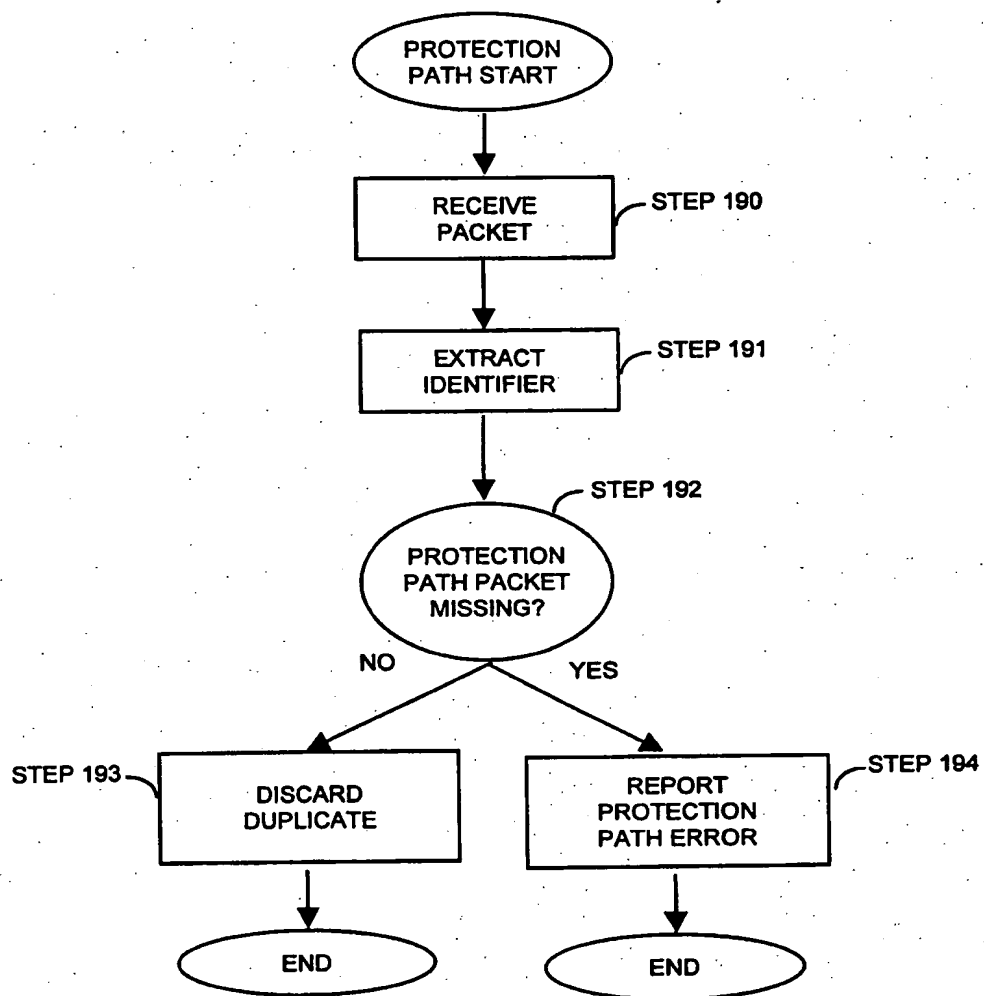 PROTECTION
PATH START
RECEIVE
PACKET
STEP 190
EXTRACT
IDENTIFIER
STEP 191
STEP 192
PROTECTION
PATH PACKET
MISSING?
NO
YES
STEP 193
DISCARD
DUPLICATE
REPORT
PROTECTION
PATH ERROR
STEP 194
END
END